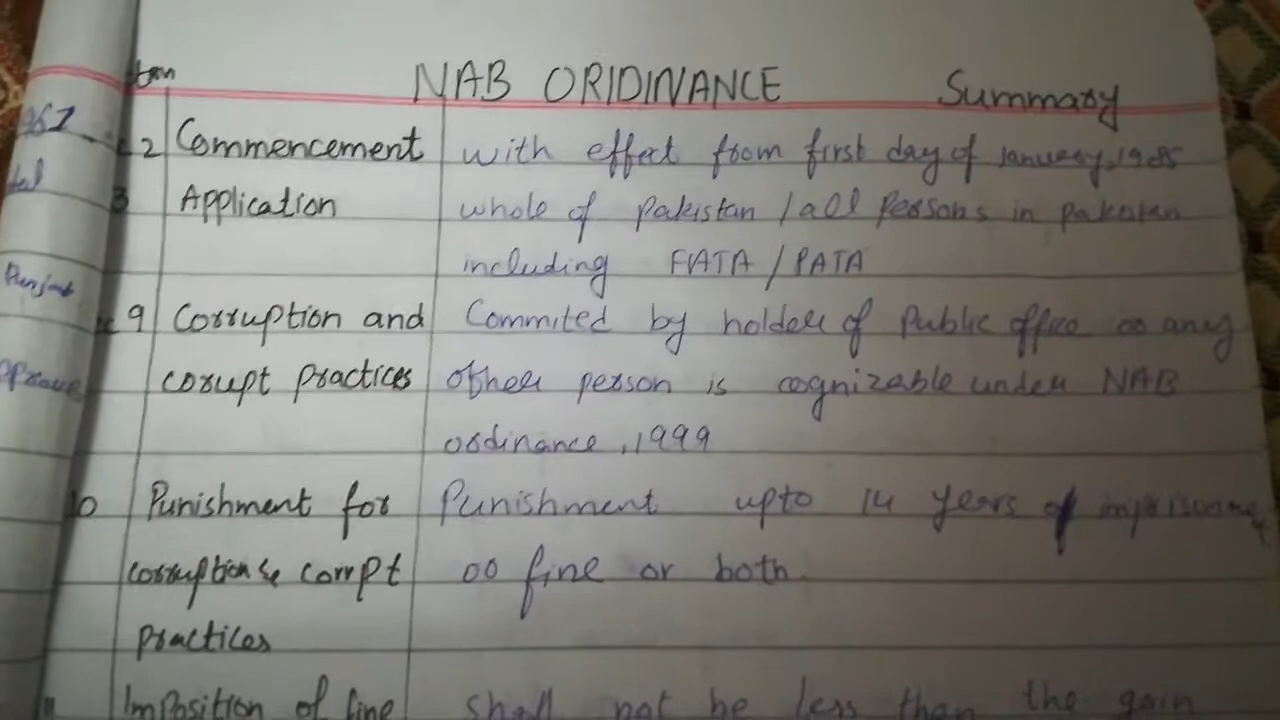 NAB ORIDINANCE Summary
2 Commencement with effect from first day of January, 1985
3 Application whole of Pakistan / all persons in pakistan
including FATA / PATA
9 Corruption and Commited by holder of Public office or any
corupt practices other person is cognizable under NAB
ordinance, 1999
10 Punishment for Punishment upto 14 years of
corruption & corrpt or fine or both
practices
11 Imposition of fine shall not be less than the gain
Punjab